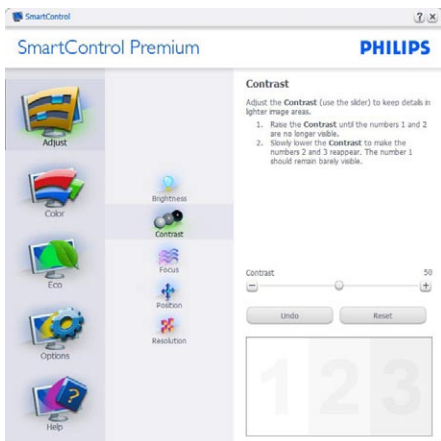 SmartControl
SmartControl Premium
PHILIPS
Adjust
Color
Eco
Options
Help
Brightness
Contrast
Focus
Position
Resolution
Contrast
Adjust the Contrast (use the slider) to keep details in
lighter image areas.
1. Raise the Contrast until the numbers 1 and 2
are no longer visible.
2. Slowly lower the Contrast to make the
numbers 2 and 3 reappear. The number 1
should remain barely visible.
Contrast
50
Undo
Reset
1 2 3